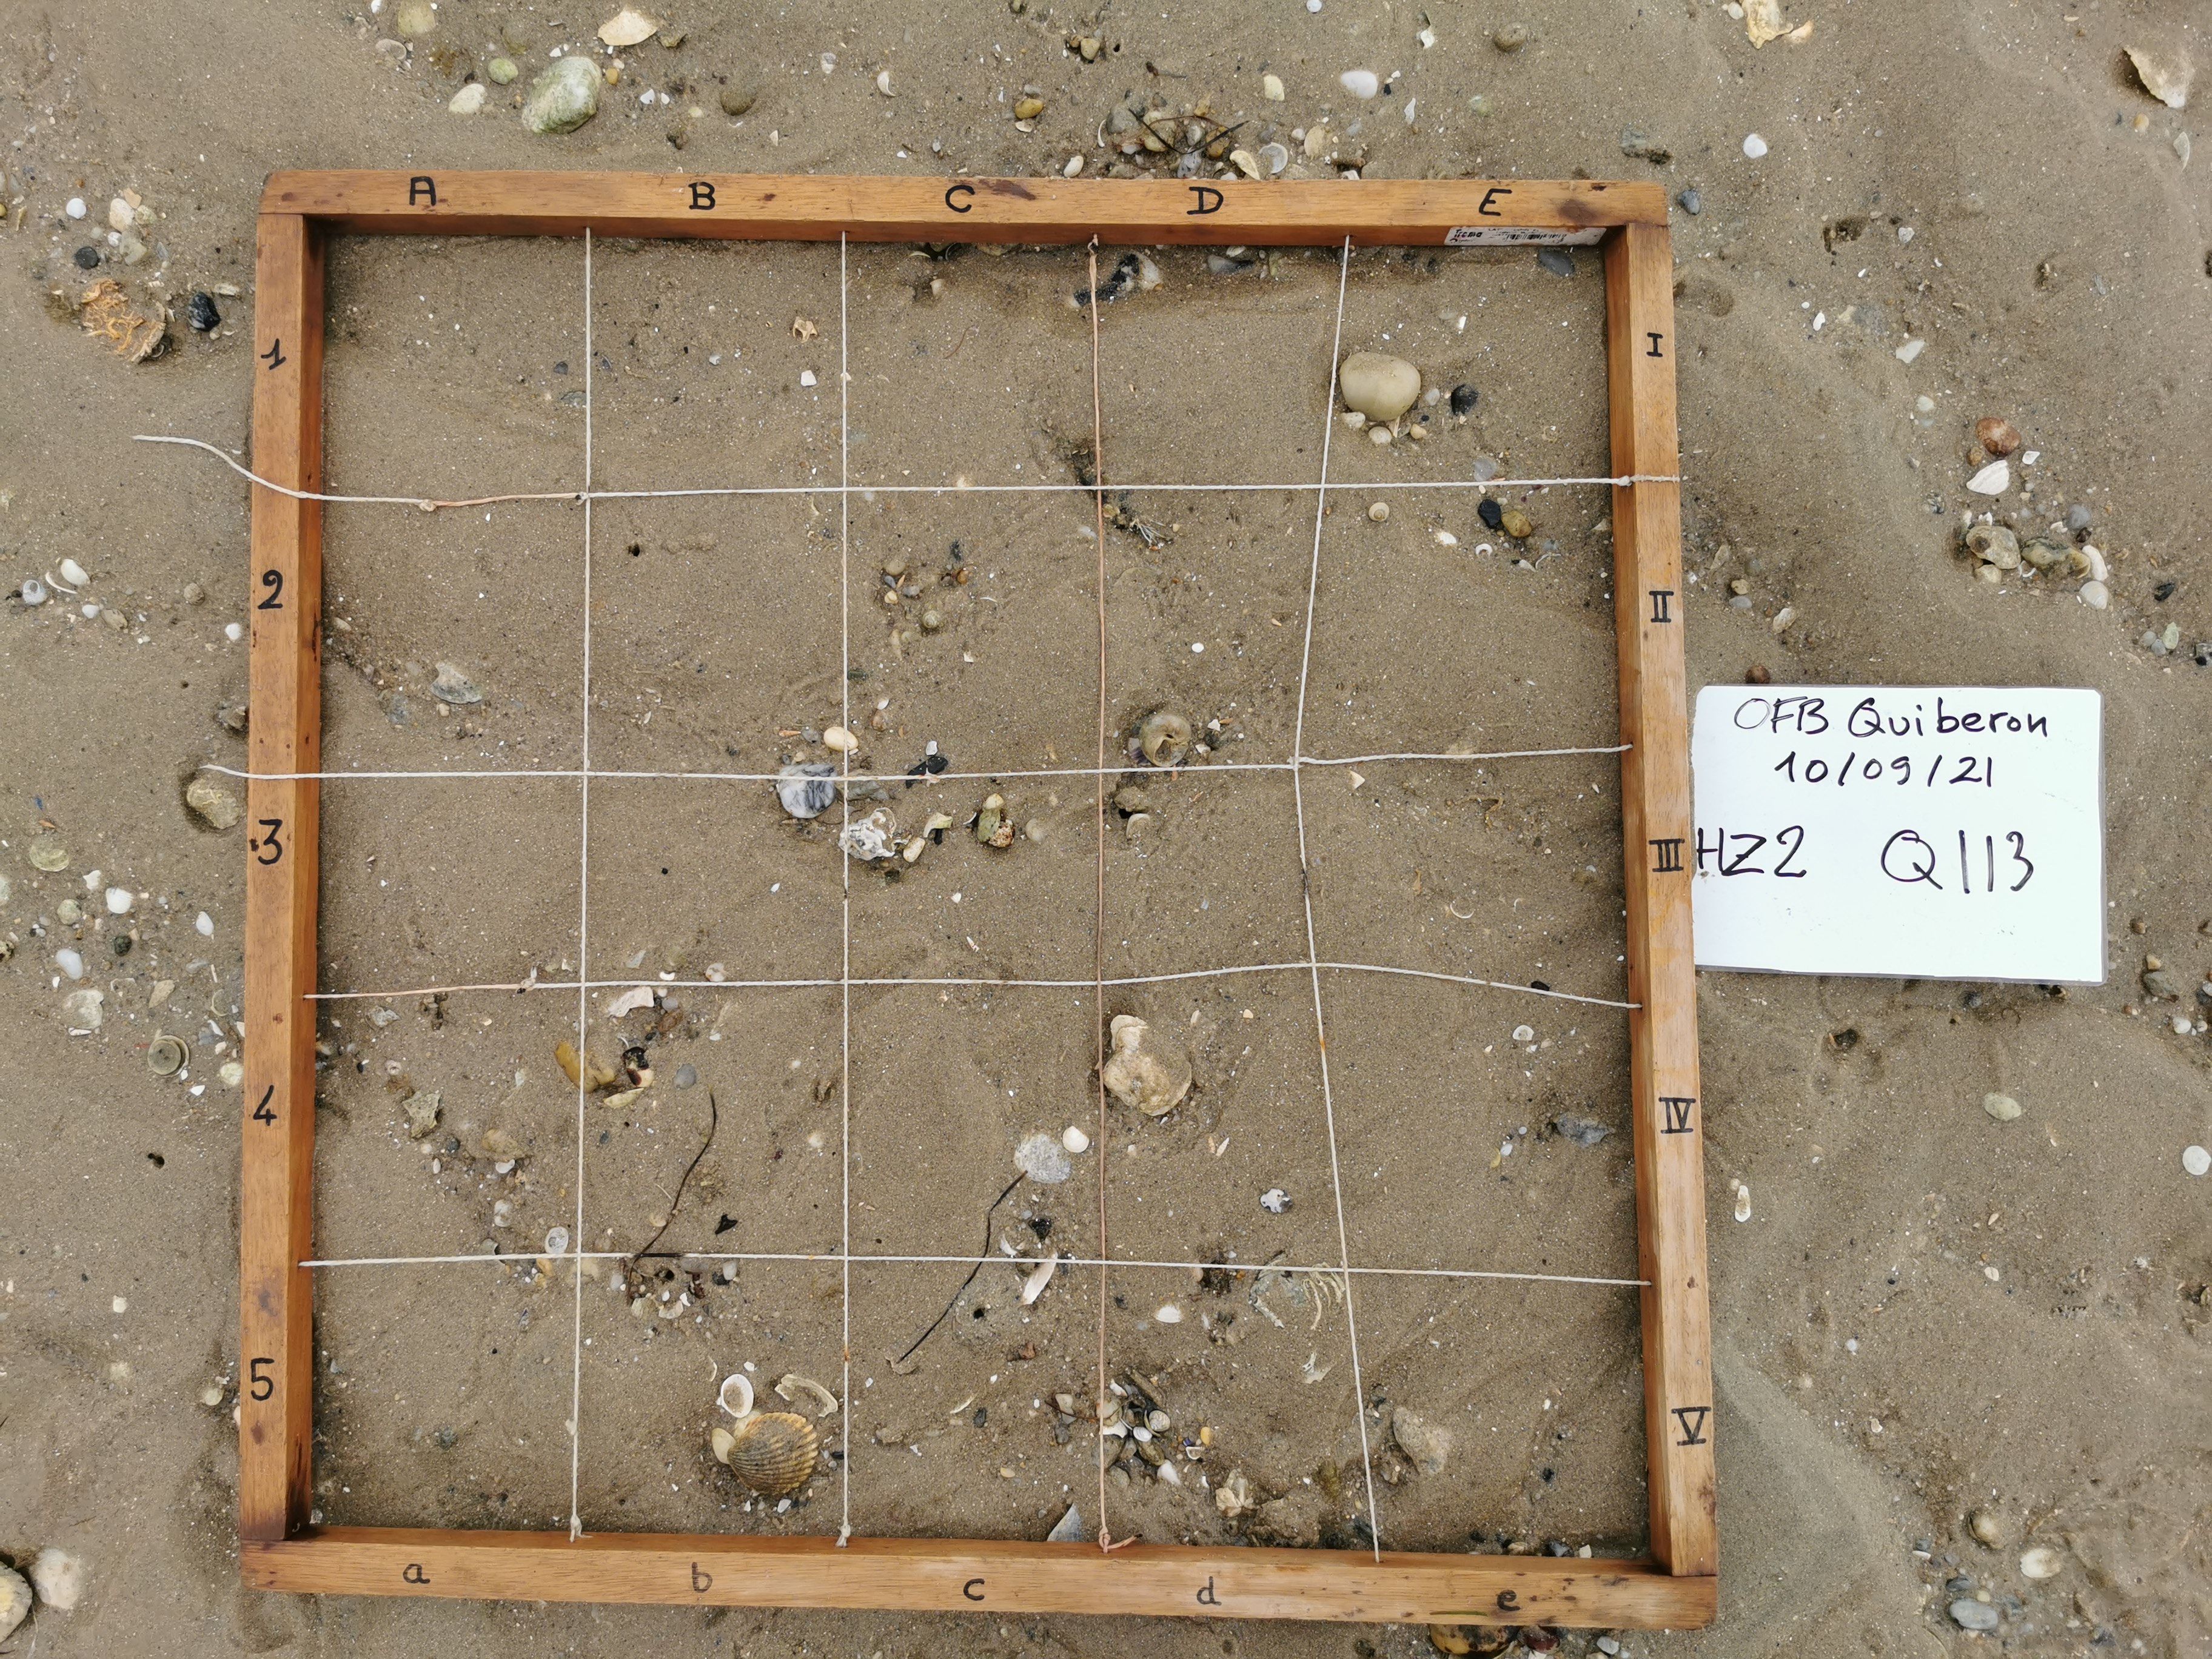 A B C D E
1 I
2 II
3 III
4 IV
5 V
a b c d e
OFB Quiberon
10/09/21
HZ2 Q113